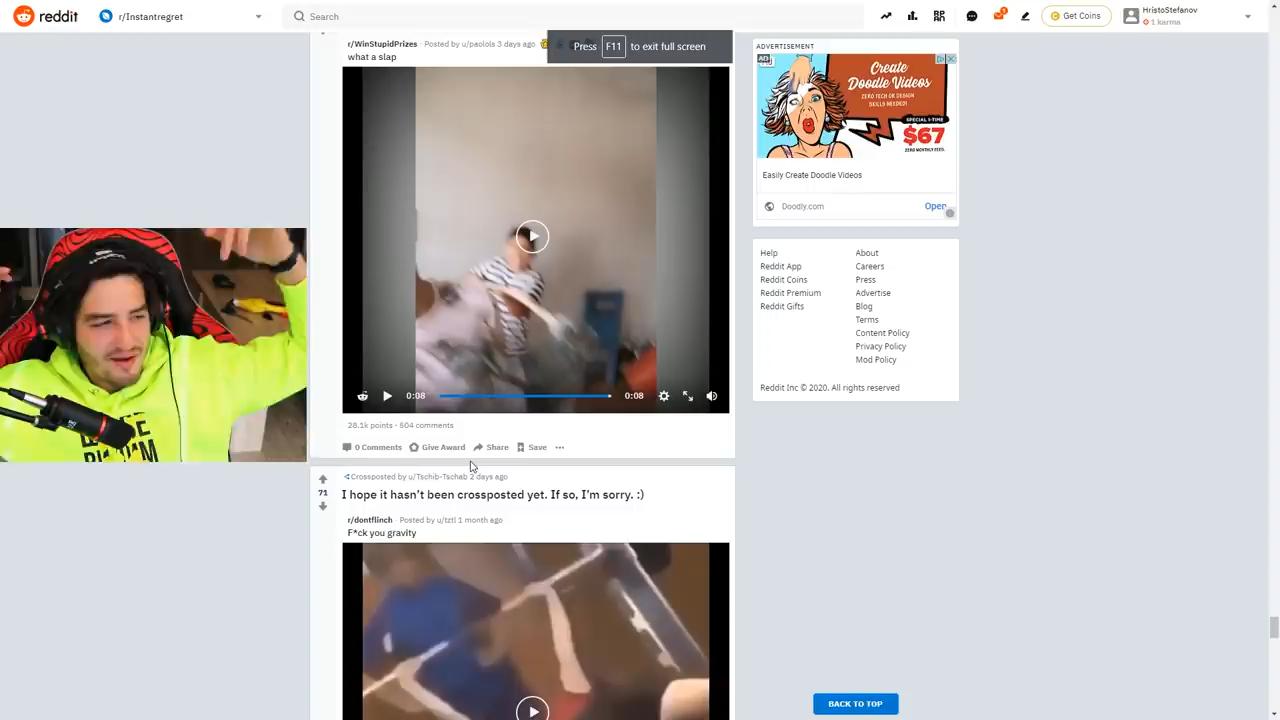 reddit
r/Instantregret
Search
Get Coins
HristoStefanov
1 karma
r/WinStupidPrizes · Posted by u/paolols 3 days ago
Press F11 to exit full screen
what a slap
0:08
0:08
28.1k points · 504 comments
0 Comments
Give Award
Share
Save
Crossposted by u/Tschib-Tschab 2 days ago
71
I hope it hasn't been crossposted yet. If so, I'm sorry. :)
r/dontflinch · Posted by u/tztl 1 month ago
F*ck you gravity
ADVERTISEMENT
AD
Create
Doodle Videos
ZERO TECH OR DESIGN
SKILLS NEEDED!
SPECIAL 1-TIME
$67
ZERO MONTHLY FEED.
Easily Create Doodle Videos
Doodly.com
Open
Help
Reddit App
Reddit Coins
Reddit Premium
Reddit Gifts
About
Careers
Press
Advertise
Blog
Terms
Content Policy
Privacy Policy
Mod Policy
Reddit Inc © 2020. All rights reserved
BACK TO TOP